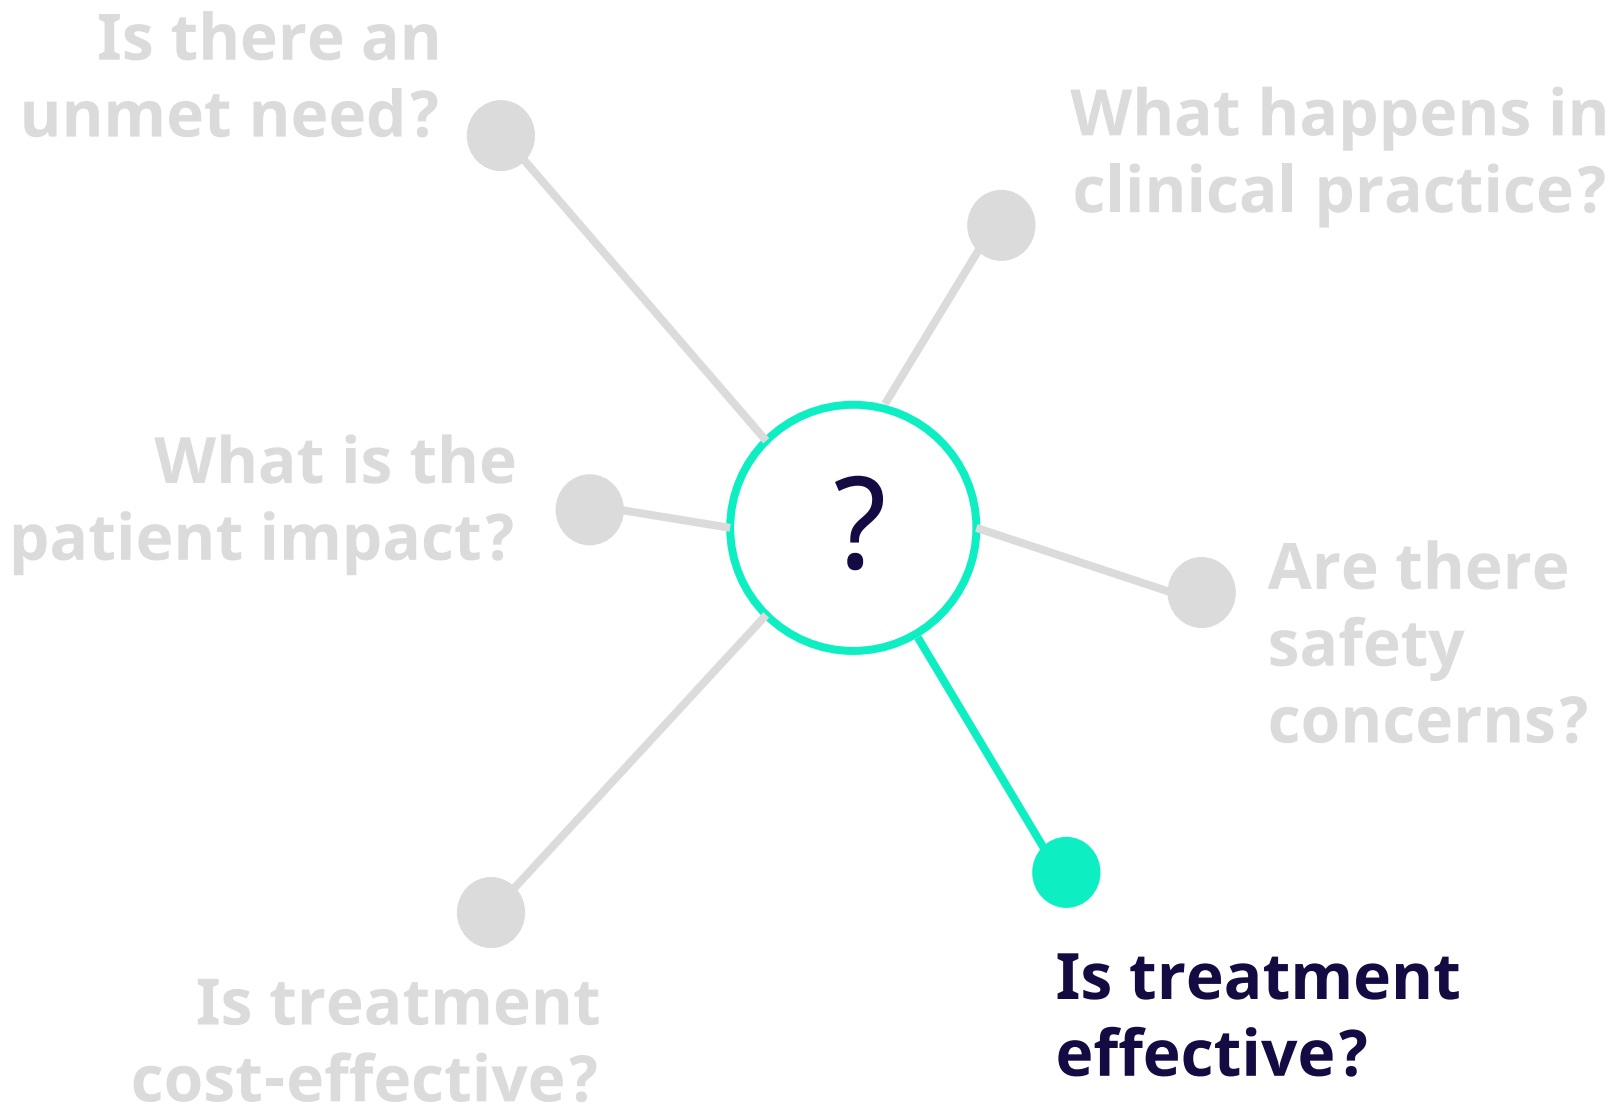 Is there an
unmet need?
What happens in
clinical practice?
What is the
patient impact?
?
Are there
safety
concerns?
Is treatment
effective?
Is treatment
cost-effective?